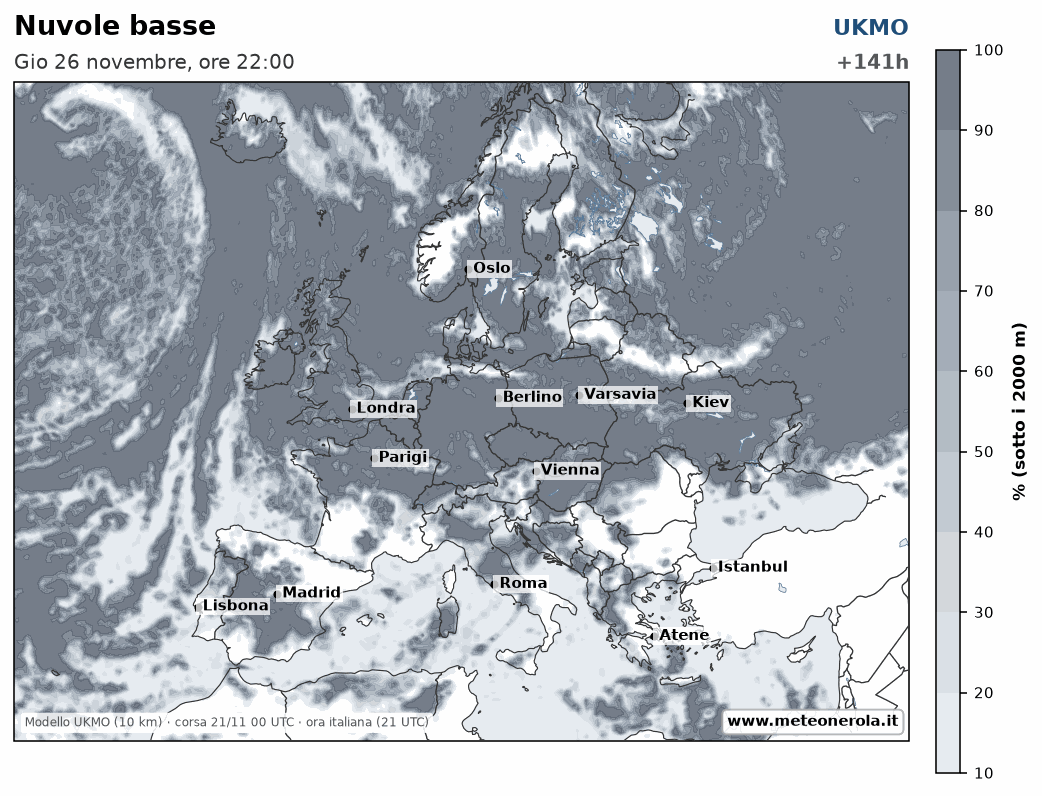 Nuvole basse
UKMO
Gio 26 novembre, ore 22:00
+141h
100
90
80
70
60
50
40
30
20
10
% (sotto i 2000 m)
Oslo
Londra
Berlino
Varsavia
Kiev
Parigi
Vienna
Istanbul
Madrid
Roma
Lisbona
Atene
Modello UKMO (10 km) · corsa 21/11 00 UTC · ora italiana (21 UTC)
www.meteonerola.it